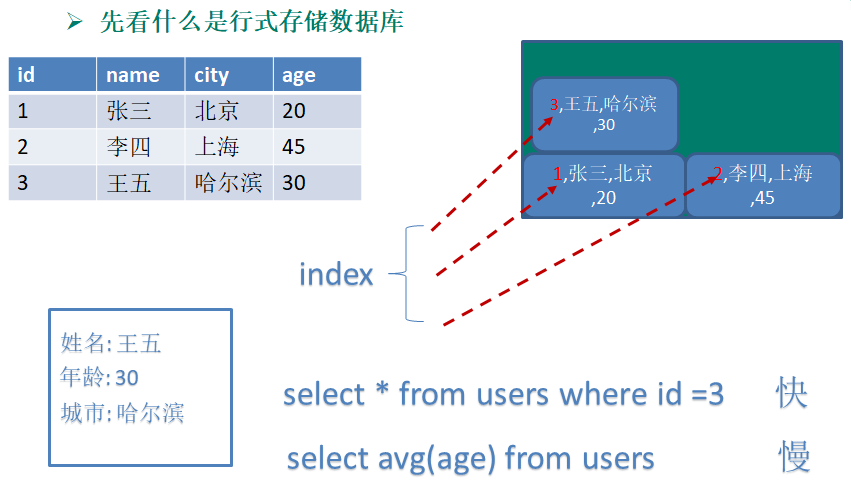 先看什么是行式存储数据库
id name city age
1 张三 北京 20
2 李四 上海 45
3 王五 哈尔滨 30
3,王五,哈尔滨
,30
1,张三,北京
,20
2,李四,上海
,45
index
姓名: 王五
年龄: 30
城市: 哈尔滨
select * from users where id =3 快
select avg(age) from users 慢